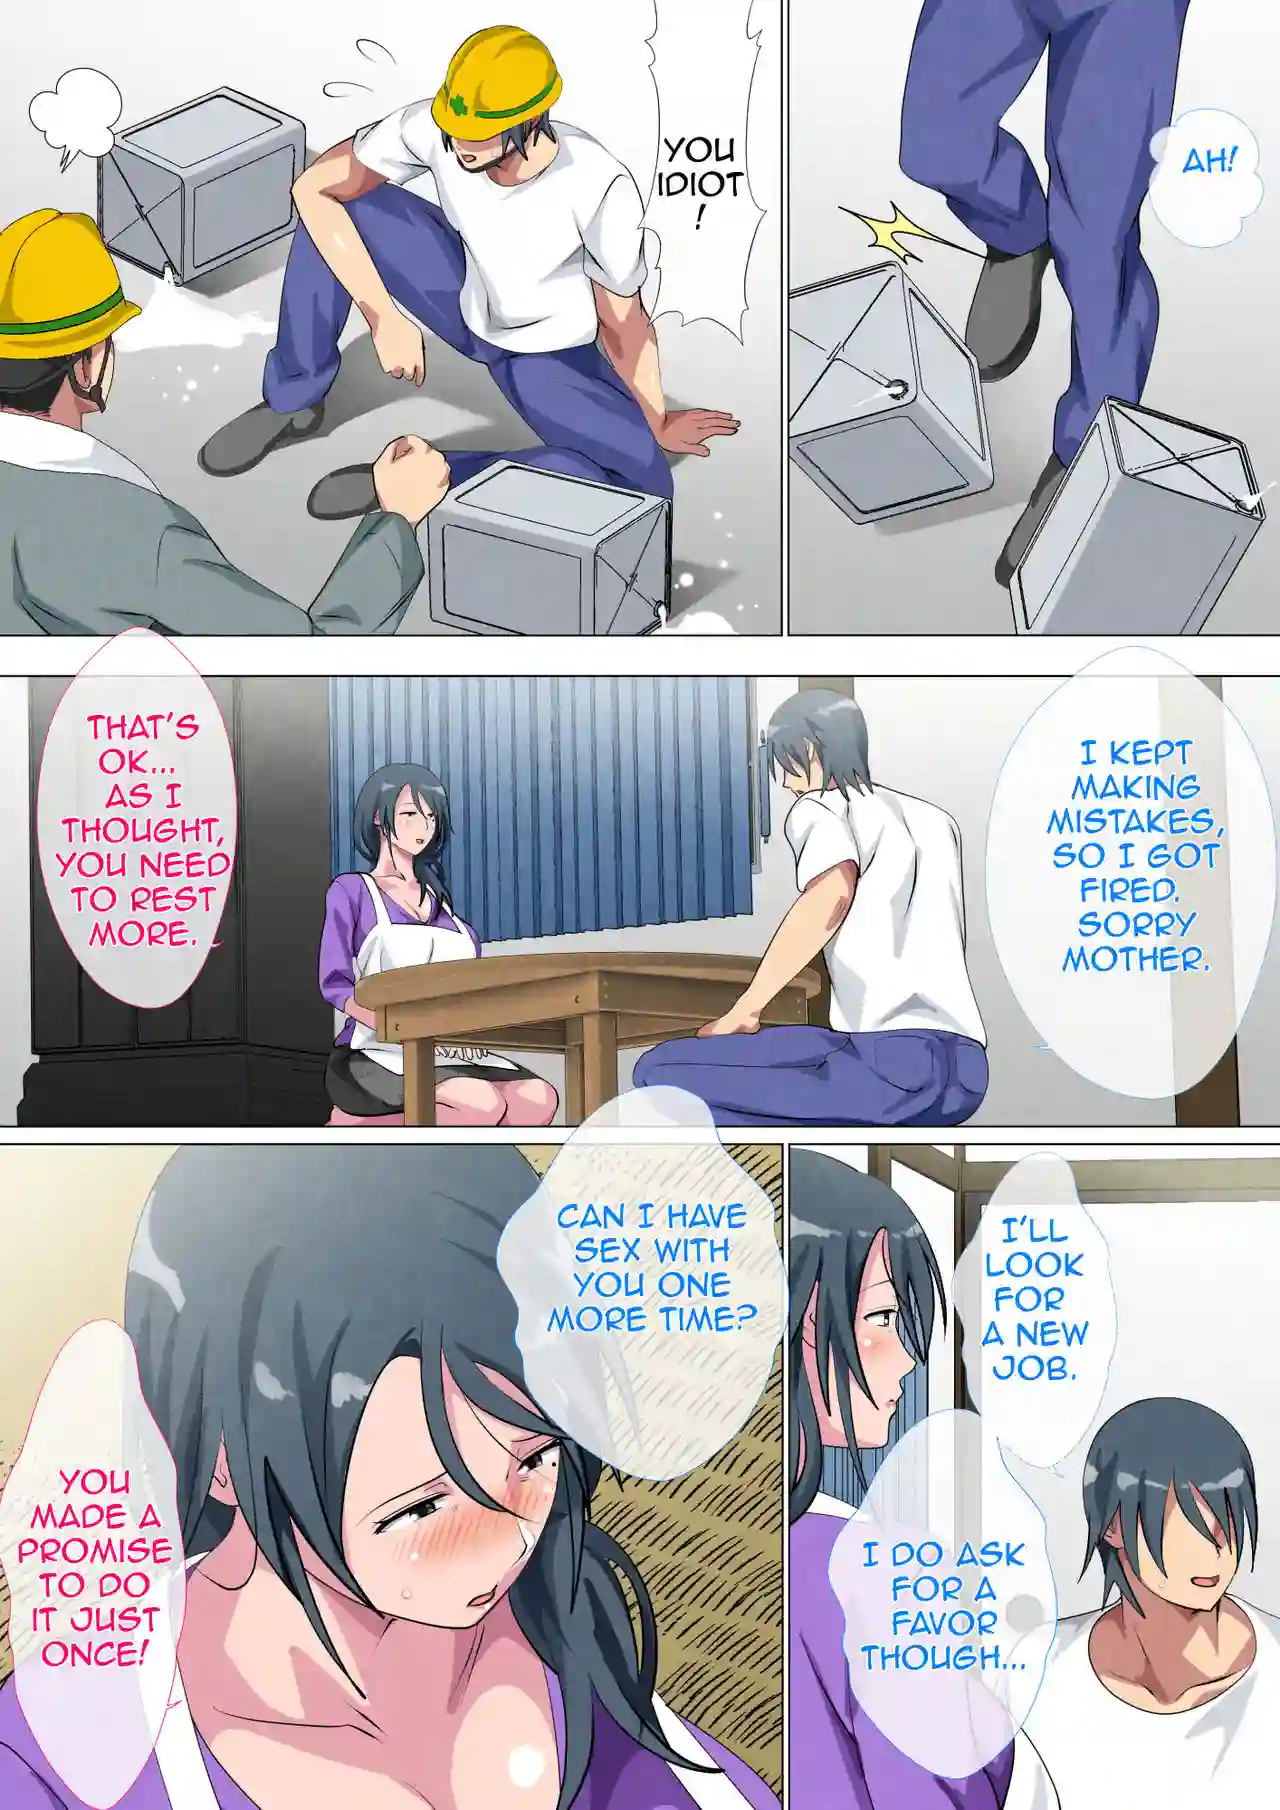 AH!
YOU
IDIOT
!
I KEPT
MAKING
MISTAKES,
SO I GOT
FIRED.
SORRY
MOTHER.
THAT'S
OK...
AS I
THOUGHT,
YOU NEED
TO REST
MORE.
I'LL
LOOK
FOR
A NEW
JOB.
I DO ASK
FOR A
FAVOR
THOUGH...
CAN I HAVE
SEX WITH
YOU ONE
MORE TIME?
YOU
MADE A
PROMISE
TO DO
IT JUST
ONCE!